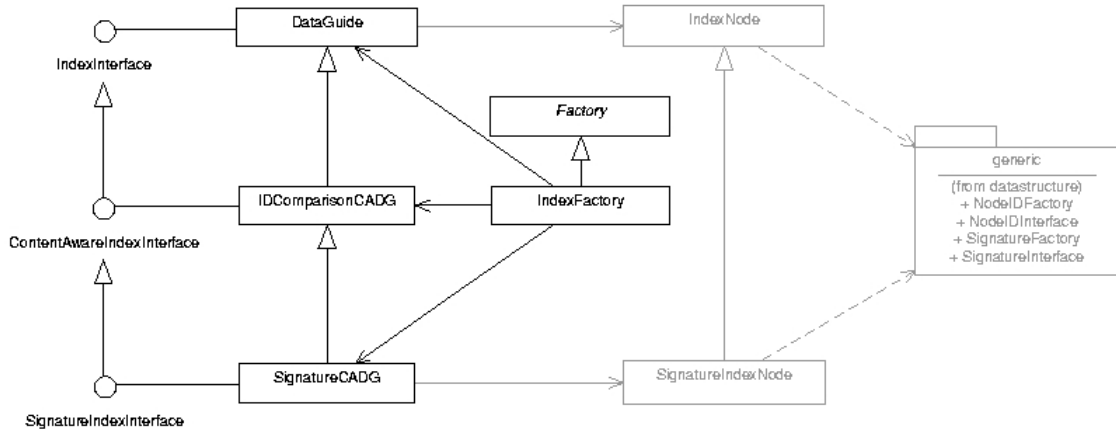 DataGuide
IndexNode
IndexInterface
Factory
generic
(from datastructure)
+ NodeIDFactory
+ NodeIDInterface
+ SignatureFactory
+ SignatureInterface
IDComparisonCADG
IndexFactory
ContentAwareIndexInterface
SignatureCADG
SignatureIndexNode
SignatureIndexInterface